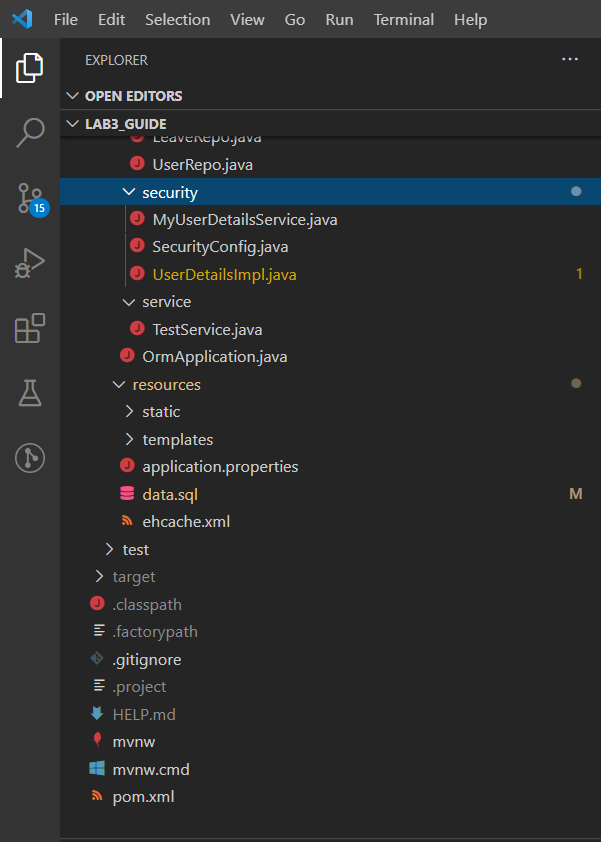 File Edit Selection View Go Run Terminal Help
EXPLORER
OPEN EDITORS
LAB3_GUIDE
LeaveRepo.java
UserRepo.java
security
MyUserDetailsService.java
SecurityConfig.java
UserDetailsImpl.java 1
service
TestService.java
OrmApplication.java
resources
static
templates
application.properties
data.sql M
ehcache.xml
test
target
.classpath
.factorypath
.gitignore
.project
HELP.md
mvnw
mvnw.cmd
pom.xml
15